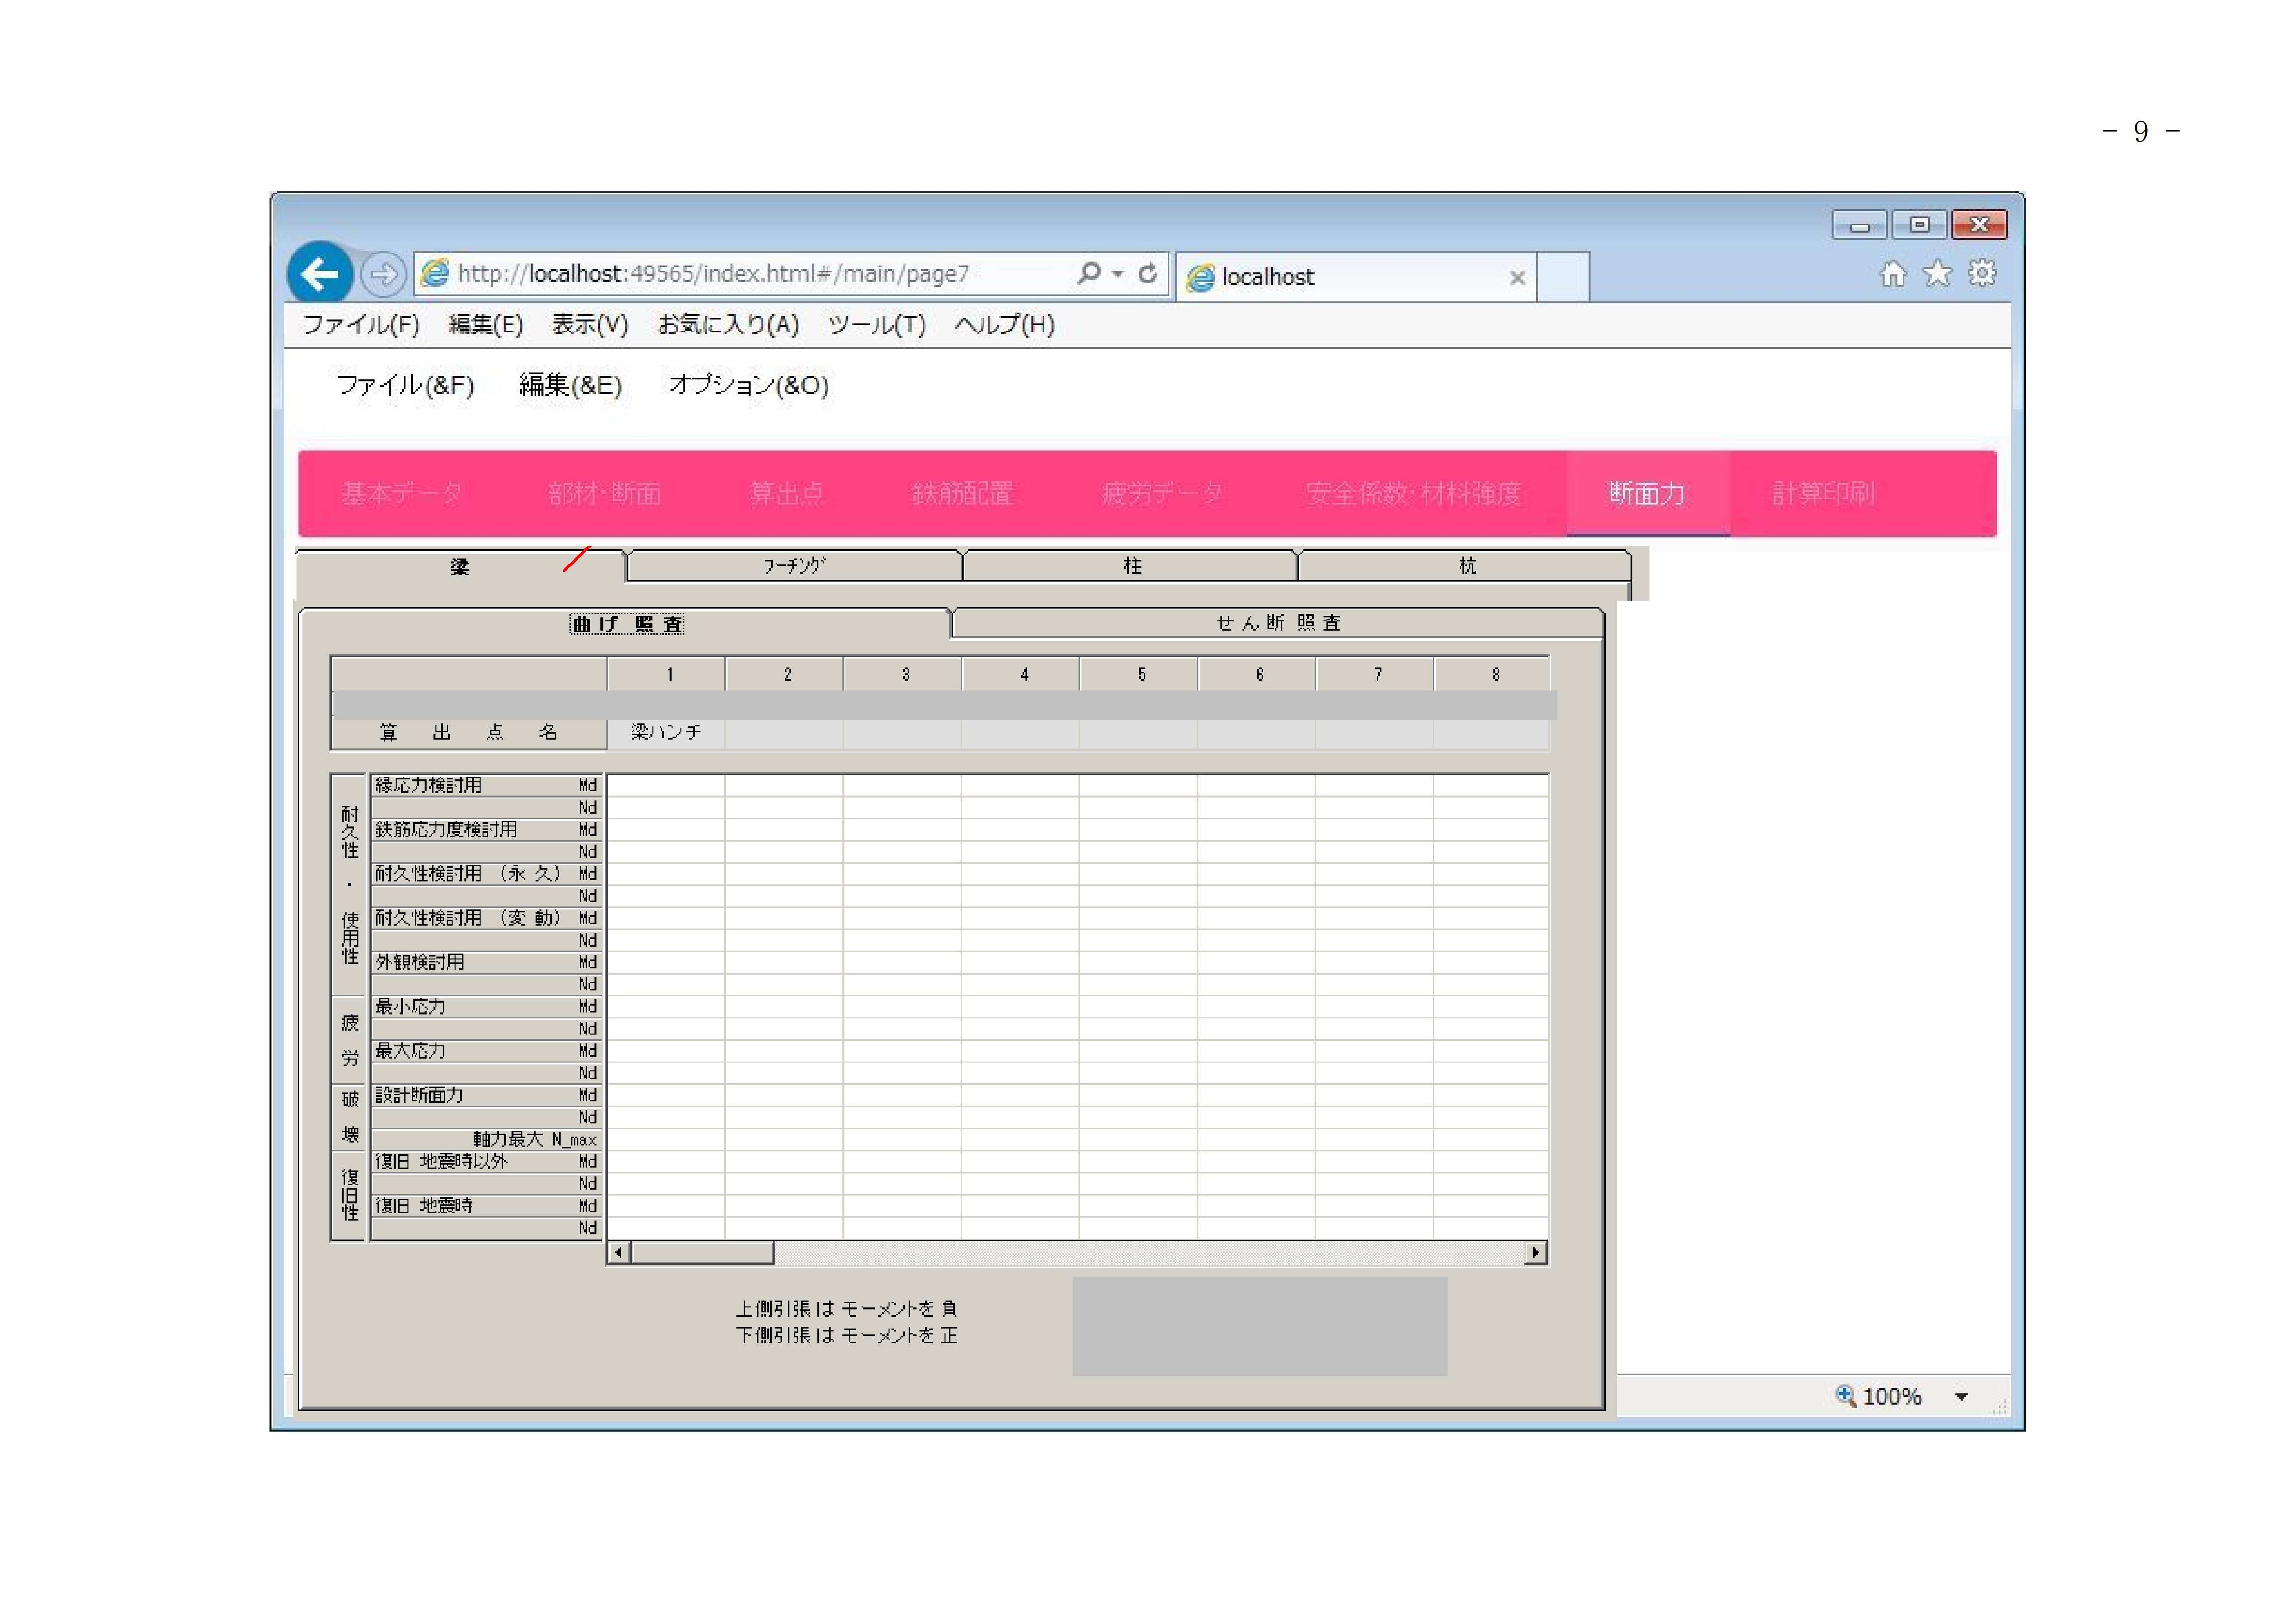 - 9 -
http://localhost:49565/index.html#/main/page7
localhost
ファイル(F) 編集(E) 表示(V) お気に入り(A) ツール(T) ヘルプ(H)
ファイル(&F) 編集(&E) オプション(&O)
基本データ 部材・断面 算出点 鉄筋配置 疲労データ 安全係数・材料強度 断面力 計算印刷
梁 フーチング 柱 杭
曲げ 照査 せん断 照査
1 2 3 4 5 6 7 8
算 出 点 名 梁ハンチ
耐久性・使用性
縁応力検討用 Md
Nd
鉄筋応力度検討用 Md
Nd
耐久性検討用 (永 久) Md
Nd
耐久性検討用 (変 動) Md
Nd
外観検討用 Md
Nd
疲労
最小応力 Md
Nd
最大応力 Md
Nd
破壊
設計断面力 Md
Nd
軸力最大 N_max
復旧性
復旧 地震時以外 Md
Nd
復旧 地震時 Md
Nd
上側引張は モーメントを 負
下側引張は モーメントを 正
100%